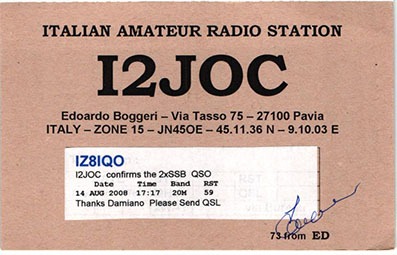 ITALIAN AMATEUR RADIO STATION
I2JOC
Edoardo Boggeri – Via Tasso 75 – 27100 Pavia
ITALY – ZONE 15 – JN45OE – 45.11.36 N – 9.10.03 E
IZ8IQO
I2JOC confirms the 2xSSB QSO
Date Time Band RST
14 AUG 2008 17:17 20M 59
Thanks Damiano Please Send QSL
RST
QSL
73 from ED